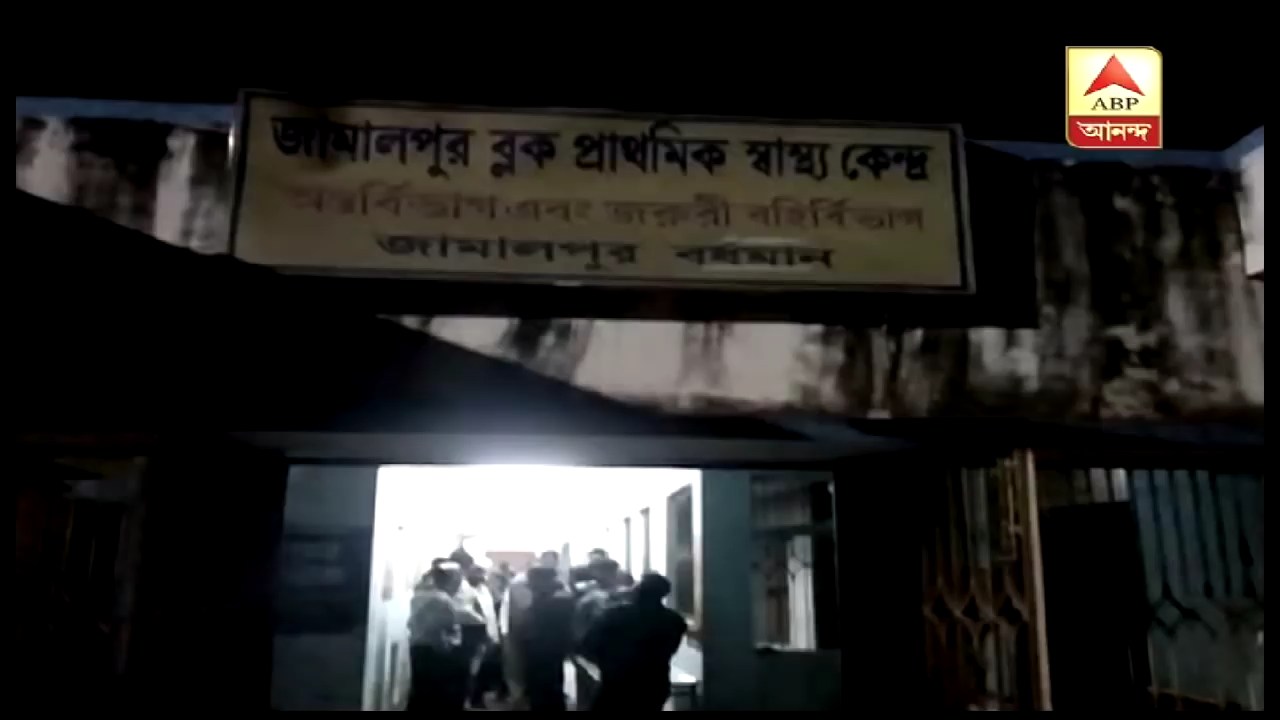 জামালপুর ব্লক প্রাথমিক স্বাস্থ্য কেন্দ্র
অন্তর্বিভাগ এবং জরুরী বহির্বিভাগ
জামালপুর বর্ধমান
ABP
আনন্দ